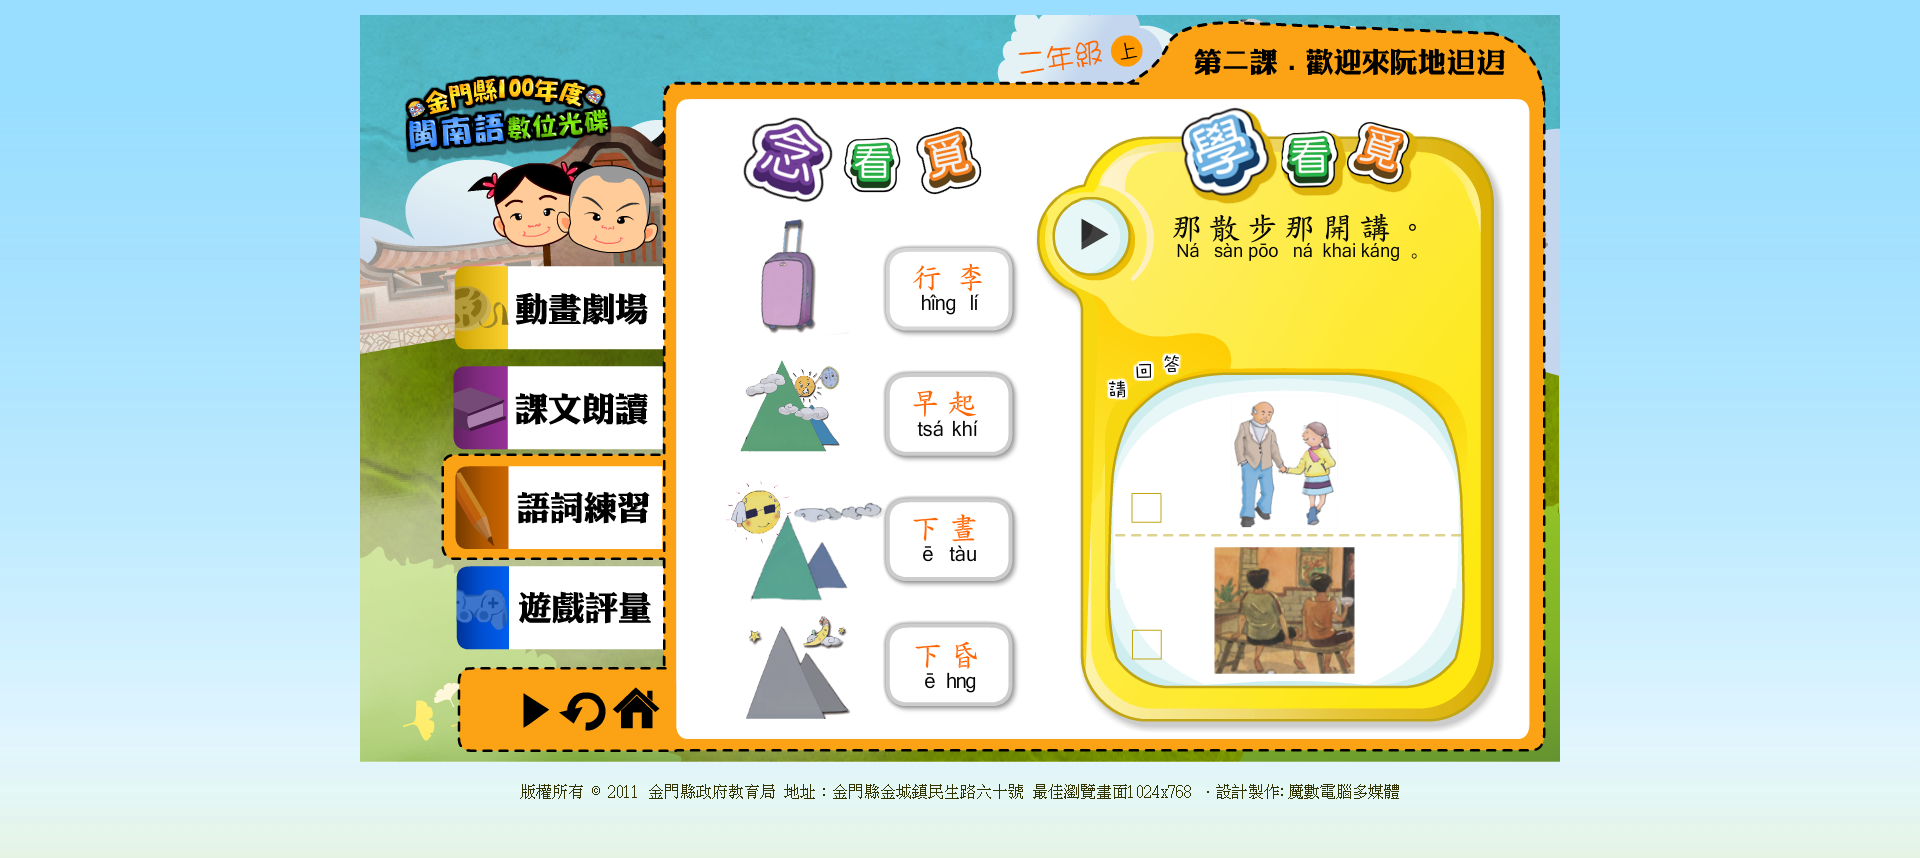 二年級 上
第二課．歡迎來阮地𨑨迌
金門縣100年度
閩南語數位光碟
動畫劇場
課文朗讀
語詞練習
遊戲評量
念看覓
行李
hîng lí
早起
tsá khí
下晝
ē tàu
下昏
ē hng
學看覓
那散步那開講。
Ná sàn pōo ná khai káng 。
請回答
版權所有 © 2011 金門縣政府教育局 地址：金門縣金城鎮民生路六十號 最佳瀏覽畫面1024x768 ．設計製作: 魔數電腦多媒體